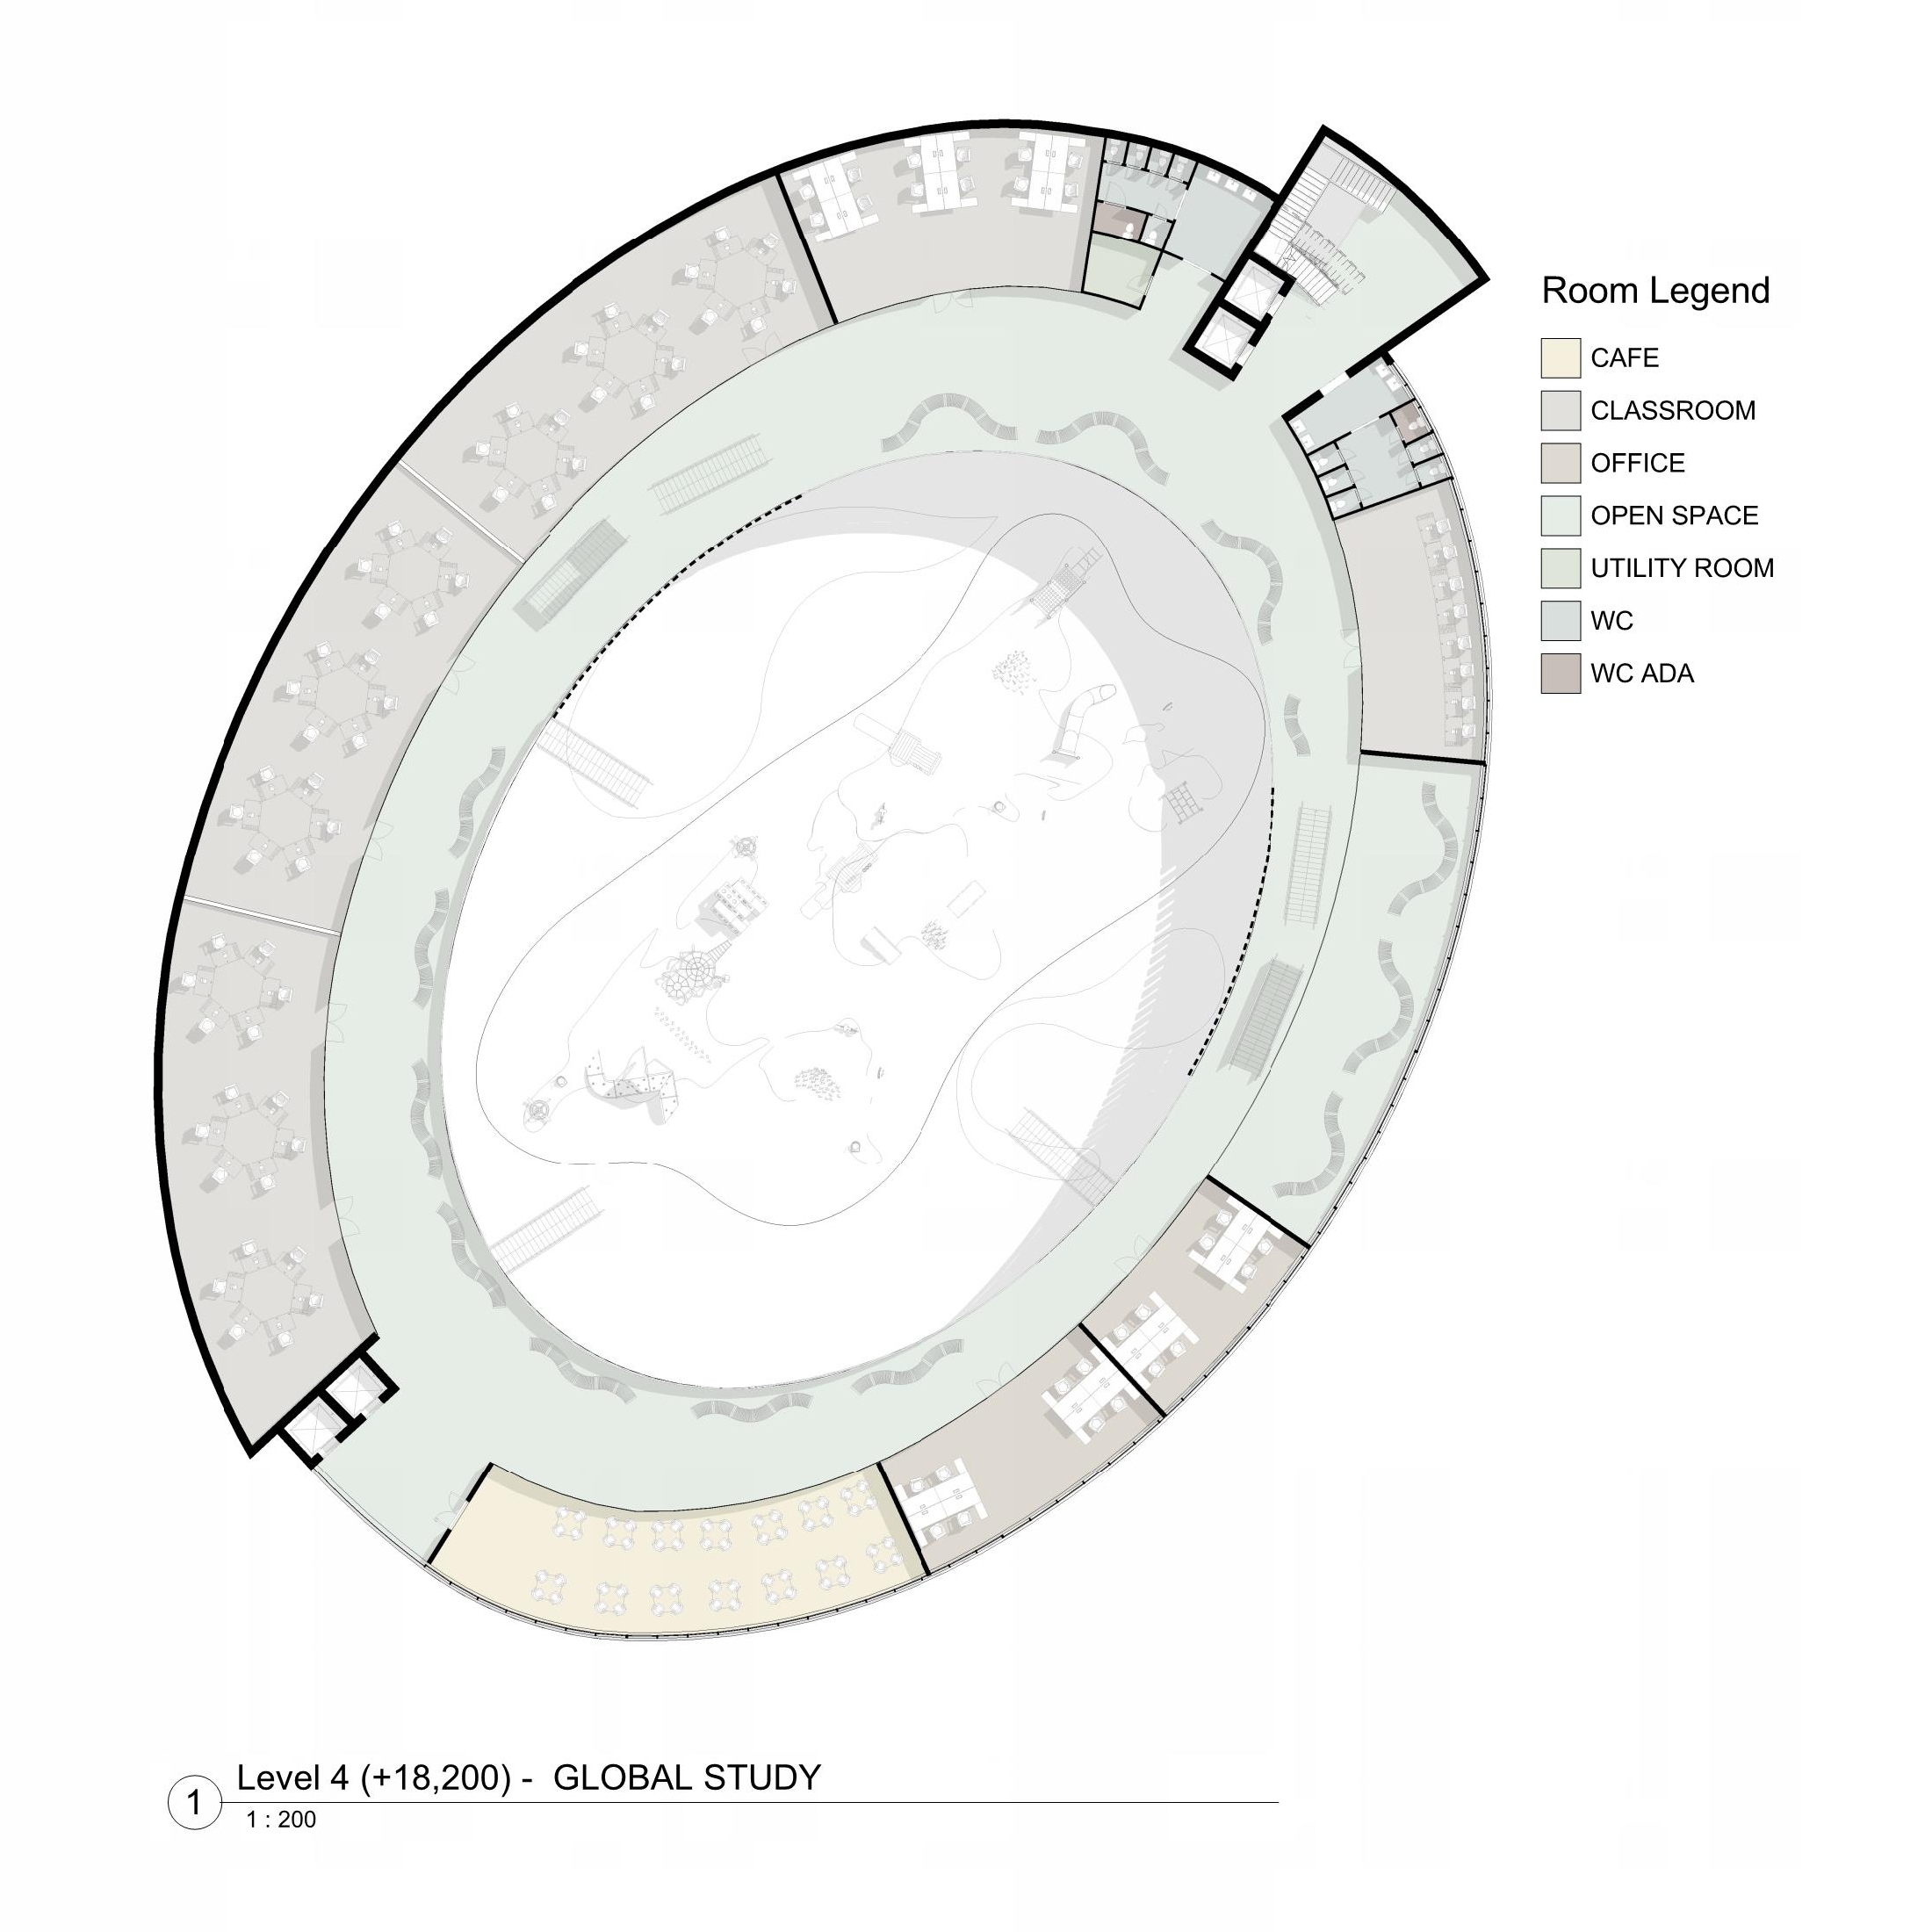 Room Legend
CAFE
CLASSROOM
OFFICE
OPEN SPACE
UTILITY ROOM
WC
WC ADA
1 Level 4 (+18,200) - GLOBAL STUDY
1 : 200